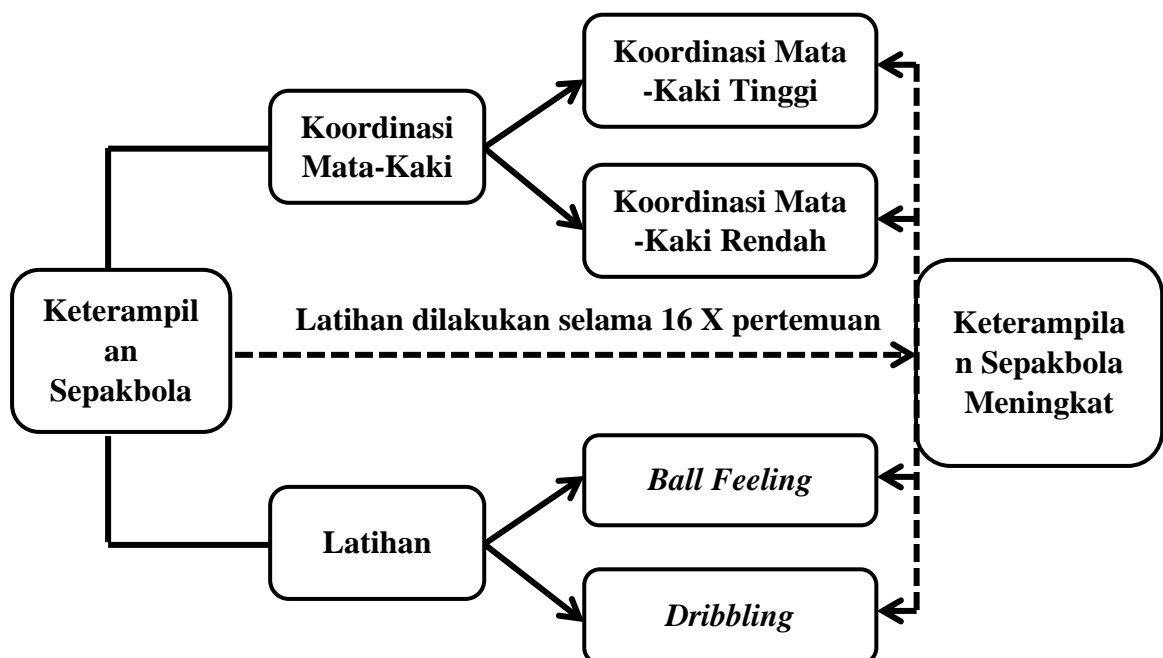 Koordinasi Mata
-Kaki Tinggi
Koordinasi
Mata-Kaki
Koordinasi Mata
-Kaki Rendah
Keterampil
an
Sepakbola
Latihan dilakukan selama 16 X pertemuan
Keterampila
n Sepakbola
Meningkat
Ball Feeling
Latihan
Dribbling